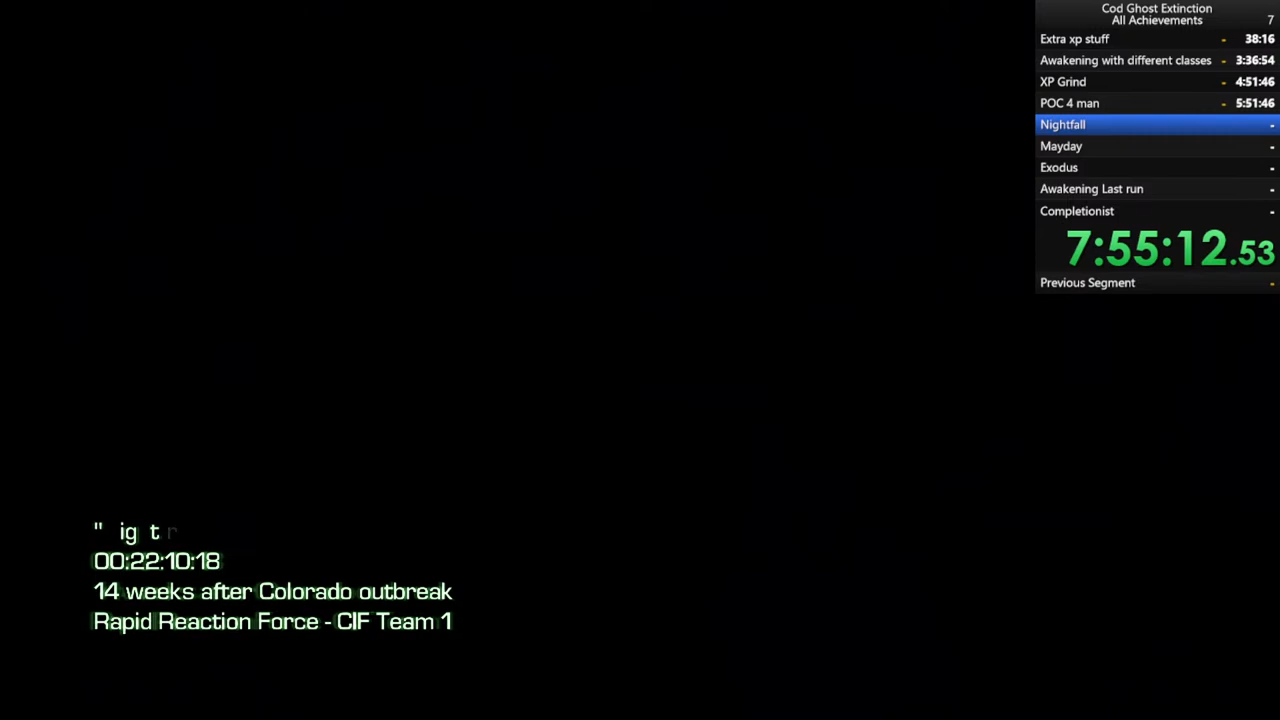 Cod Ghost Extinction
All Achievements 7
Extra xp stuff - 38:16
Awakening with different classes - 3:36:54
XP Grind - 4:51:46
POC 4 man - 5:51:46
Nightfall -
Mayday -
Exodus -
Awakening Last run -
Completionist -
7:55:12.53
Previous Segment -
" ig t r
00:22:10:18
14 weeks after Colorado outbreak
Rapid Reaction Force - CIF Team 1